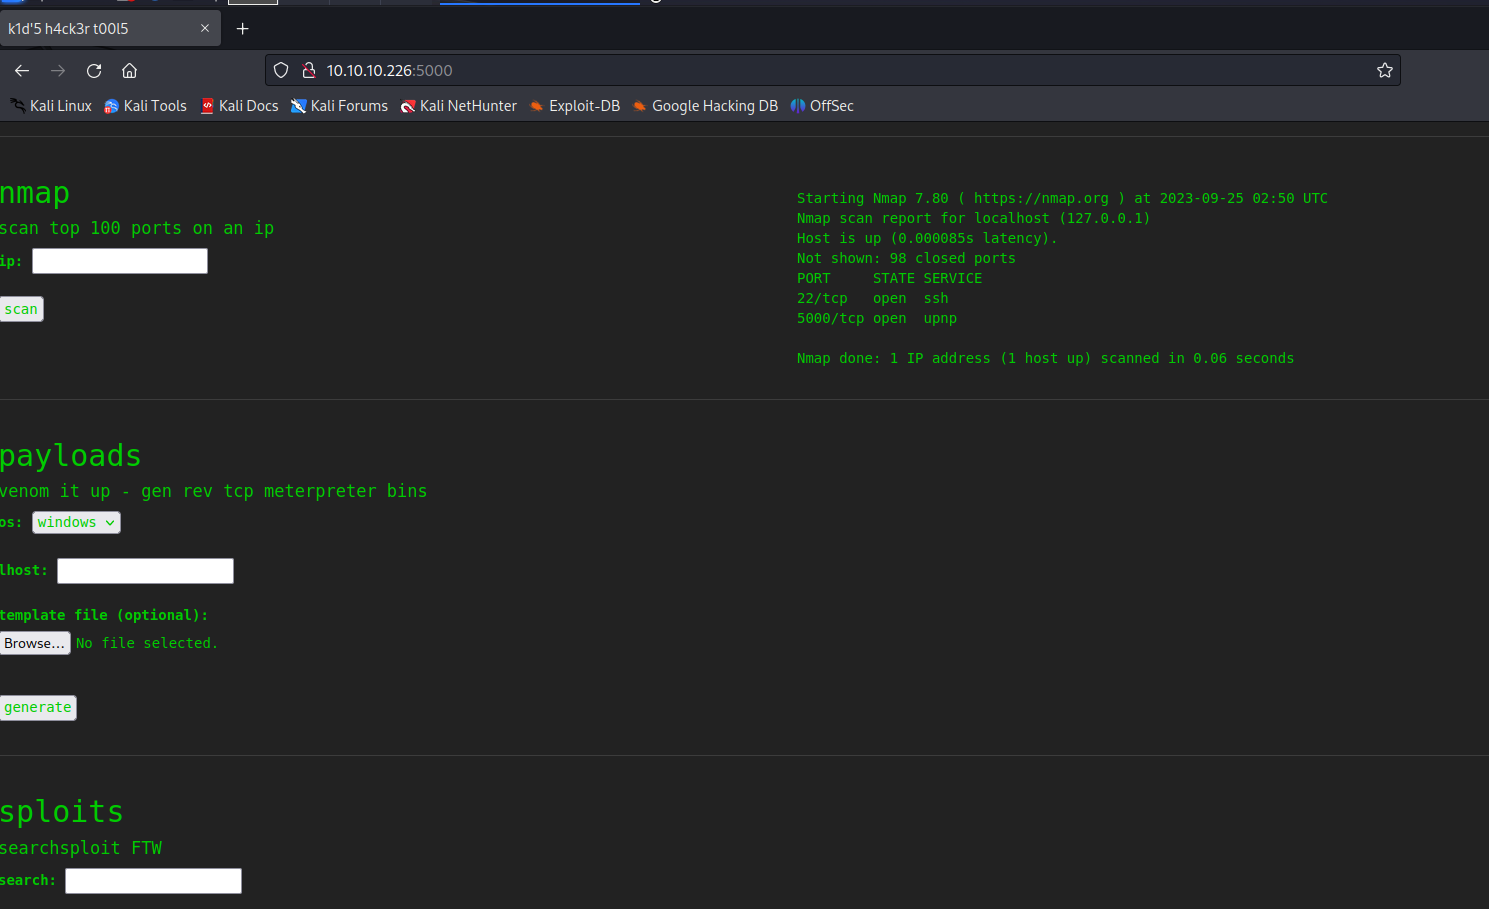 k1d'5 h4ck3r t00l5
10.10.10.226:5000
Kali Linux Kali Tools Kali Docs Kali Forums Kali NetHunter Exploit-DB Google Hacking DB OffSec
nmap
scan top 100 ports on an ip
ip:
scan
Starting Nmap 7.80 ( https://nmap.org ) at 2023-09-25 02:50 UTC
Nmap scan report for localhost (127.0.0.1)
Host is up (0.000085s latency).
Not shown: 98 closed ports
PORT     STATE SERVICE
22/tcp   open  ssh
5000/tcp open  upnp
Nmap done: 1 IP address (1 host up) scanned in 0.06 seconds
payloads
venom it up - gen rev tcp meterpreter bins
os: windows
lhost:
template file (optional):
Browse... No file selected.
generate
sploits
searchsploit FTW
search: